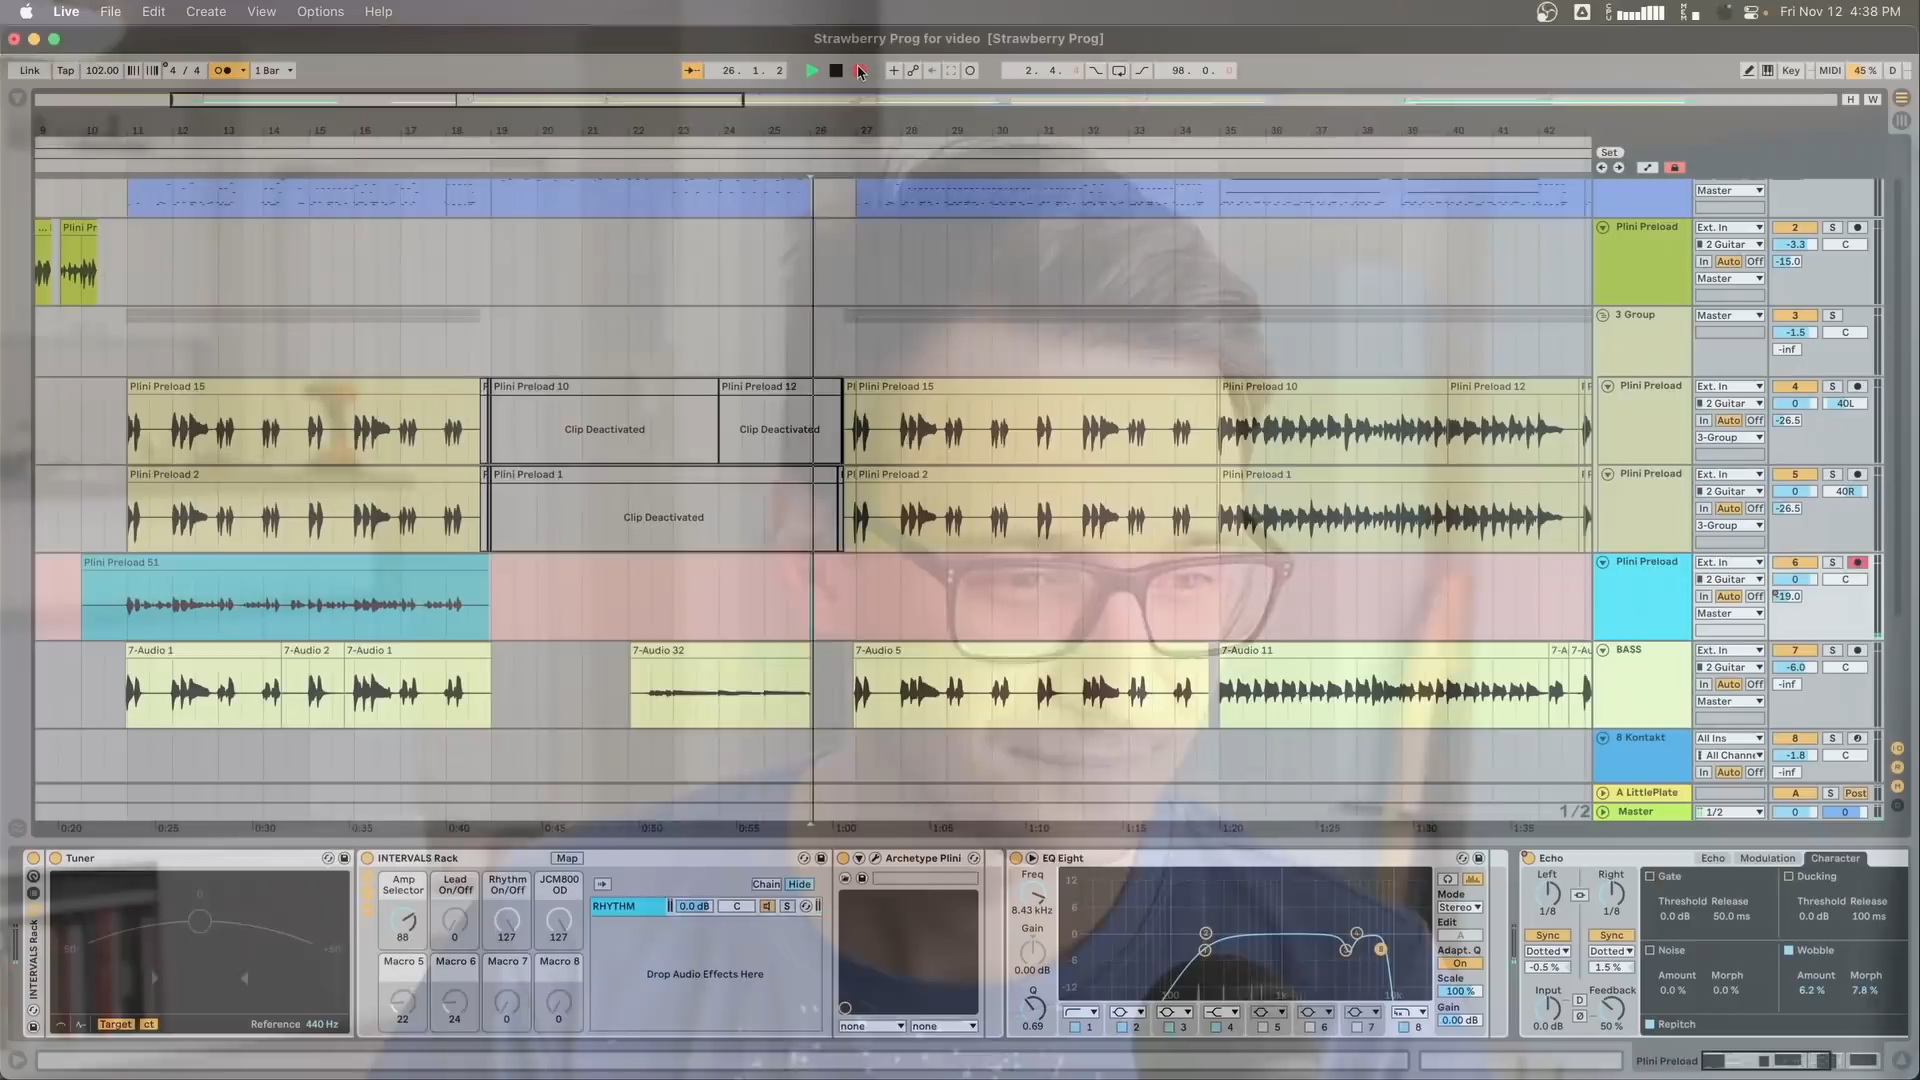 Live File Edit Create View Options Help Fri Nov 12 4:38 PM
Strawberry Prog for video [Strawberry Prog]
Link Tap 102.00 4 / 4 1 Bar 26. 1. 2 2. 4. 4 98. 0. 0 Key MIDI 45 % D
H W
9 10 11 12 13 14 15 16 17 18 19 20 21 22 23 24 25 26 27 28 29 30 31 32 33 34 35 36 37 38 39 40 41 42
Set
Master
Plini Pr Plini Preload Ext. In 2 S
2 Guitar -3.3 C
In Auto Off -15.0
Master
3 Group Master 3 S
-1.5 C
-inf
Plini Preload 15 Plini Preload 10 Plini Preload 12 Plini Preload 15 Plini Preload 10 Plini Preload 12 Plini Preload Ext. In 4 S
2 Guitar 0 40L
In Auto Off -26.5
Clip Deactivated Clip Deactivated 3-Group
Plini Preload 2 Plini Preload 1 Plini Preload 2 Plini Preload 1 Plini Preload Ext. In 5 S
2 Guitar 0 40R
In Auto Off -26.5
Clip Deactivated 3-Group
Plini Preload 51 Plini Preload Ext. In 6 S
2 Guitar 0 C
In Auto Off -19.0
Master
7-Audio 1 7-Audio 2 7-Audio 1 7-Audio 32 7-Audio 5 7-Audio 11 7-A 7-Au BASS Ext. In 7 S
2 Guitar -6.0 C
In Auto Off -inf
Master
8 Kontakt All Ins 8 S
All Channe -1.8 C
In Auto Off -inf
A LittlePlate A S Post
1/2 Master 1/2 0 0
0:20 0:25 0:30 0:35 0:40 0:45 0:50 0:55 1:00 1:05 1:10 1:15 1:20 1:25 1:30 1:35
Tuner INTERVALS Rack Map Archetype Plini EQ Eight Echo Echo Modulation Character
INTERVALS Rack
0
50 +50
Target ct Reference 440 Hz
Amp Selector Lead On/Off Rhythm On/Off JCM800 OD
88 0 127 127
Macro 5 Macro 6 Macro 7 Macro 8
22 24 0 0
Chain Hide
RHYTHM 0.0 dB C S
Drop Audio Effects Here
none none
Freq
8.43 kHz
Gain
0.00 dB
Q
0.69
12
6
0
-6
-12
100 1k 10k
1 2 3 4 5 6 7 8
Mode
Stereo
Edit
A
Adapt. Q
On
Scale
100 %
Gain
0.00 dB
Left Right
1/8 1/8
Sync Sync
Dotted Dotted
-0.5 % 1.5 %
Input Feedback
D
Ø
0.0 dB 50 %
Gate Ducking
Threshold Release Threshold Release
0.0 dB 50.0 ms 0.0 dB 100 ms
Noise Wobble
Amount Morph Amount Morph
0.0 % 0.0 % 6.2 % 7.8 %
Repitch
Plini Preload